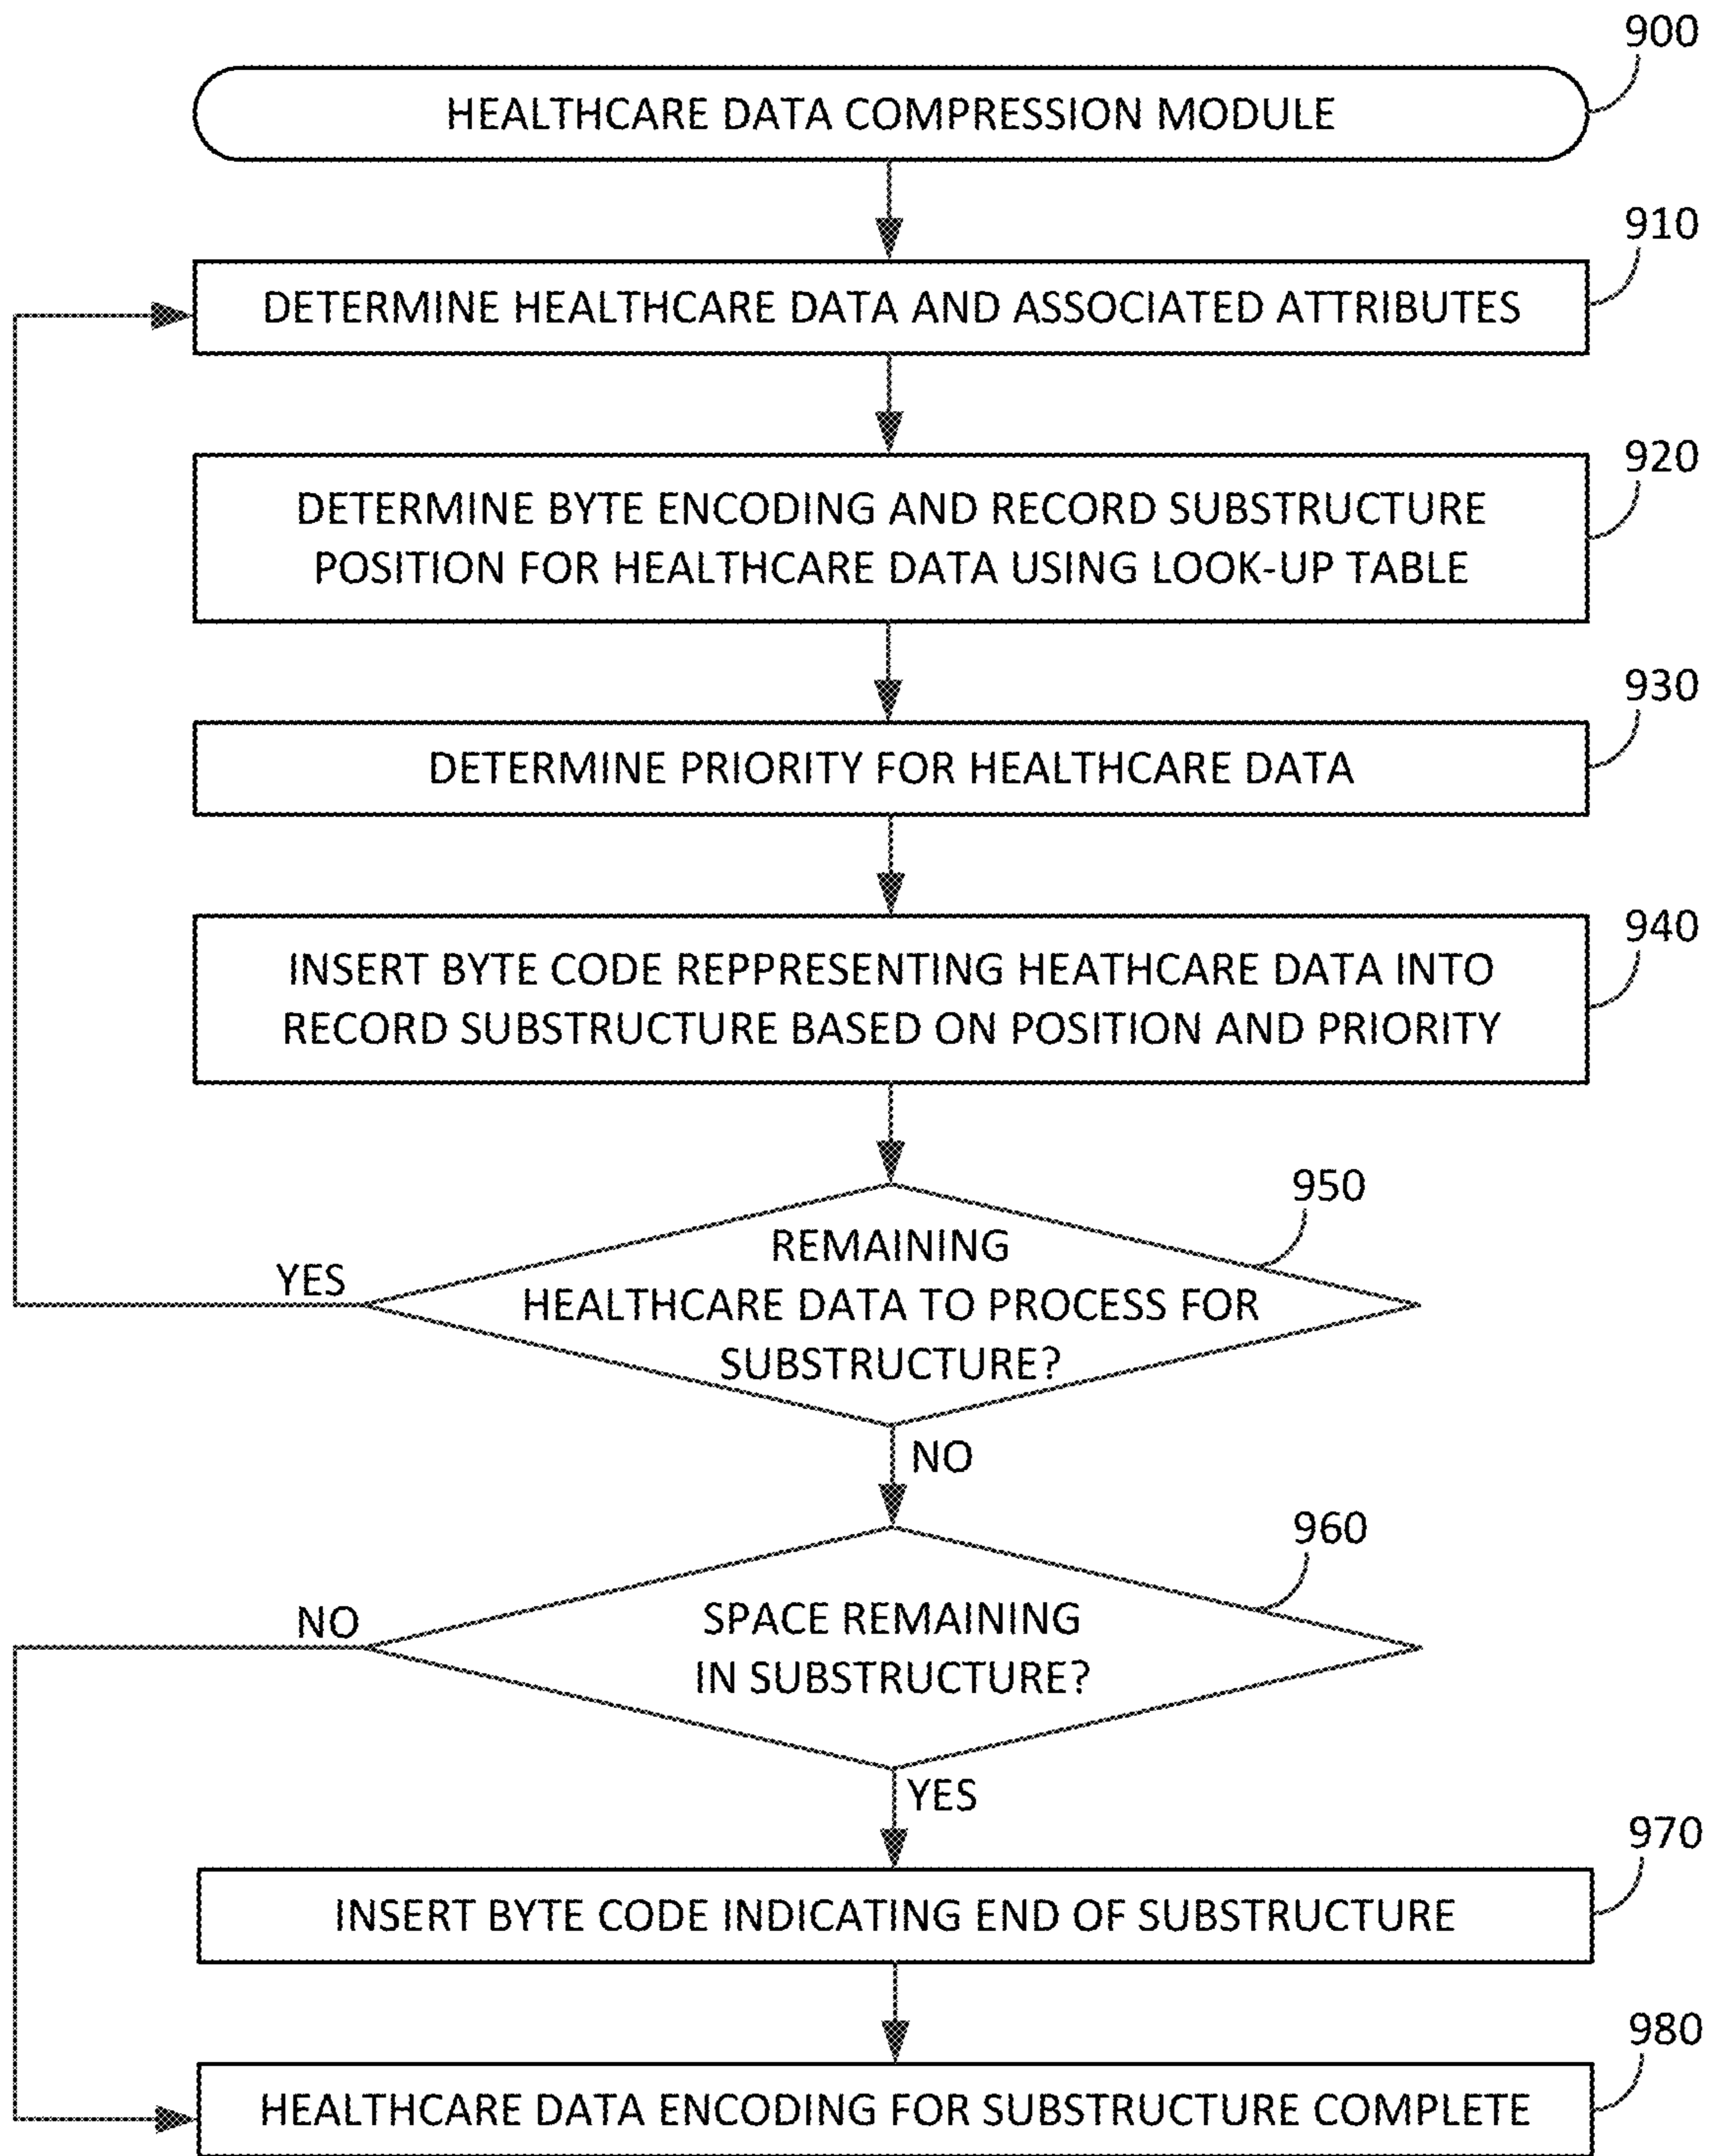 900
HEALTHCARE DATA COMPRESSION MODULE
910
DETERMINE HEALTHCARE DATA AND ASSOCIATED ATTRIBUTES
920
DETERMINE BYTE ENCODING AND RECORD SUBSTRUCTURE
POSITION FOR HEALTHCARE DATA USING LOOK-UP TABLE
930
DETERMINE PRIORITY FOR HEALTHCARE DATA
940
INSERT BYTE CODE REPPRESENTING HEATHCARE DATA INTO
RECORD SUBSTRUCTURE BASED ON POSITION AND PRIORITY
950
REMAINING
YES
HEALTHCARE DATA TO PROCESS FOR
SUBSTRUCTURE?
NO
960
NO
SPACE REMAINING
IN SUBSTRUCTURE?
YES
970
INSERT BYTE CODE INDICATING END OF SUBSTRUCTURE
980
HEALTHCARE DATA ENCODING FOR SUBSTRUCTURE COMPLETE